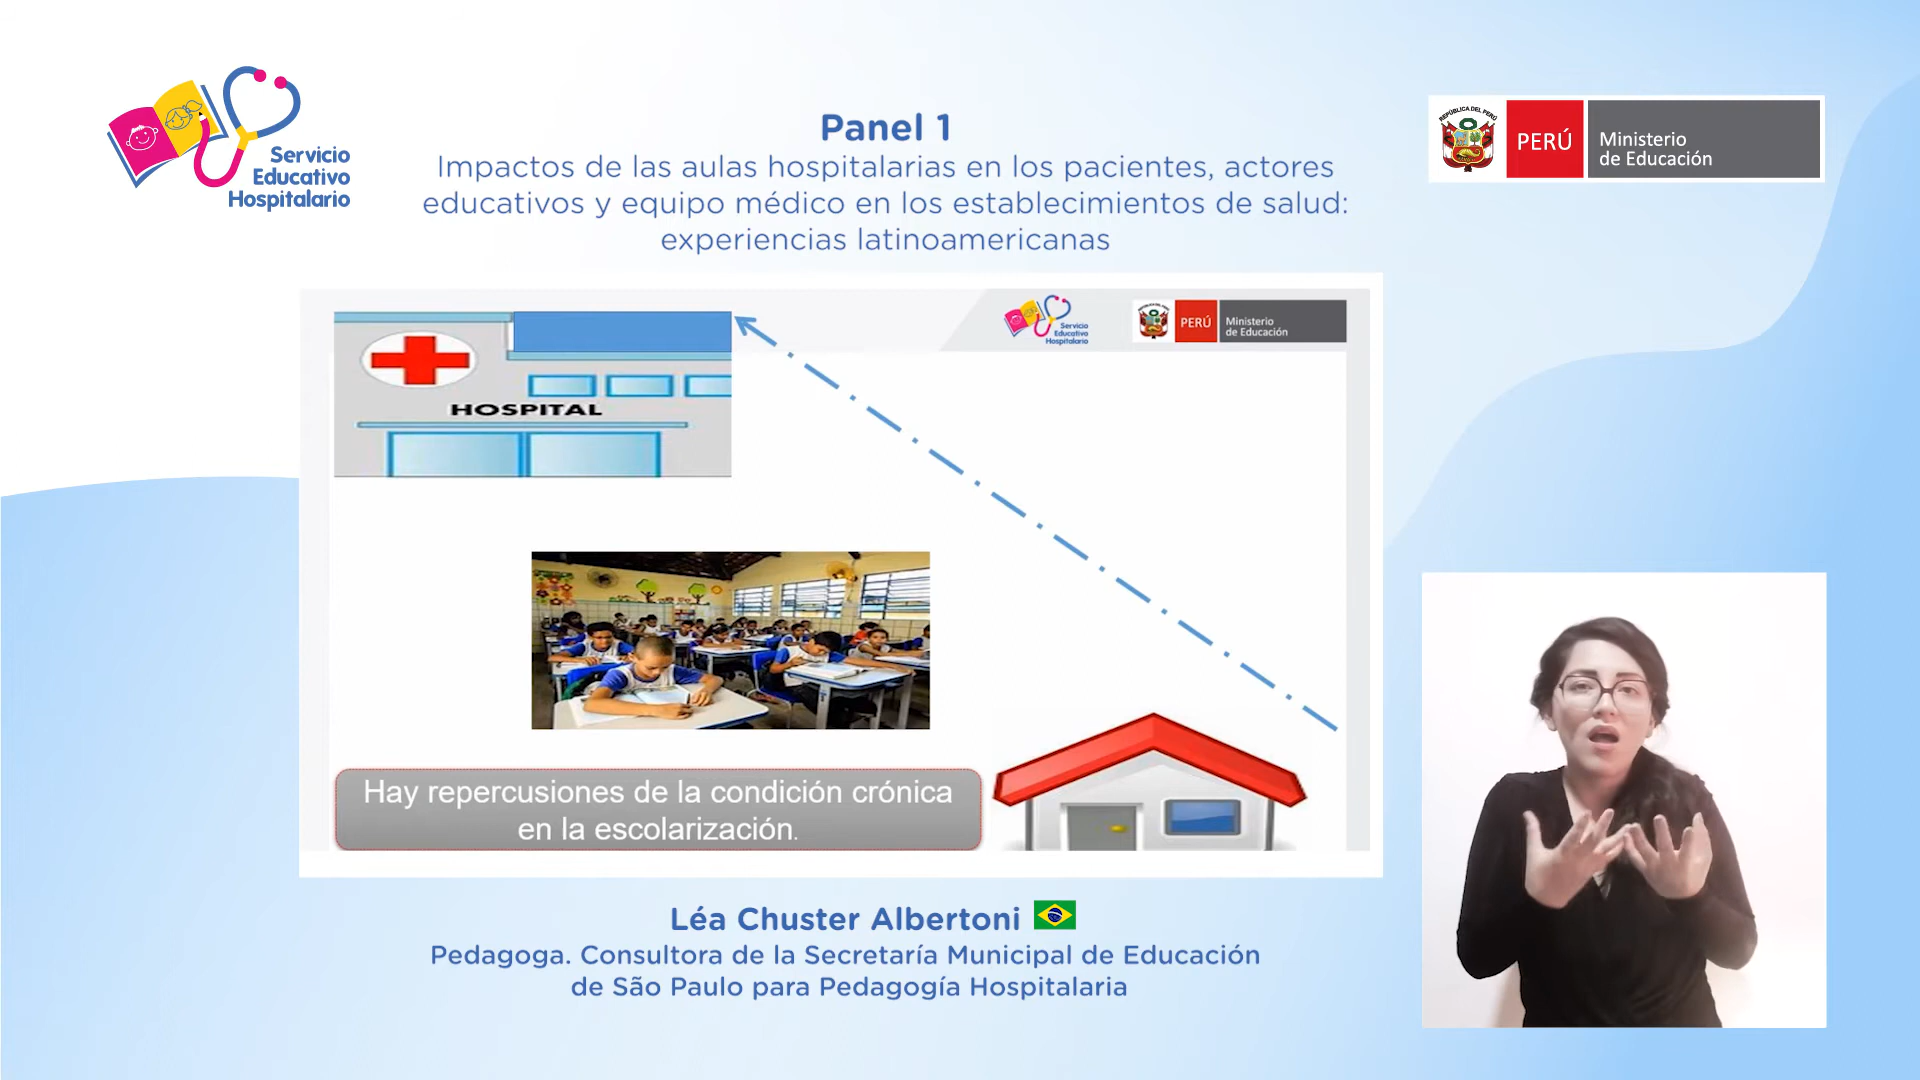 Servicio
Educativo
Hospitalario
Panel 1
Impactos de las aulas hospitalarias en los pacientes, actores
educativos y equipo médico en los establecimientos de salud:
experiencias latinoamericanas
REPÚBLICA DEL PERÚ
PERÚ
Ministerio
de Educación
Servicio
Educativo
Hospitalario
PERÚ
Ministerio
de Educación
HOSPITAL
Hay repercusiones de la condición crónica
en la escolarización.
Léa Chuster Albertoni
Pedagoga. Consultora de la Secretaría Municipal de Educación
de São Paulo para Pedagogía Hospitalaria